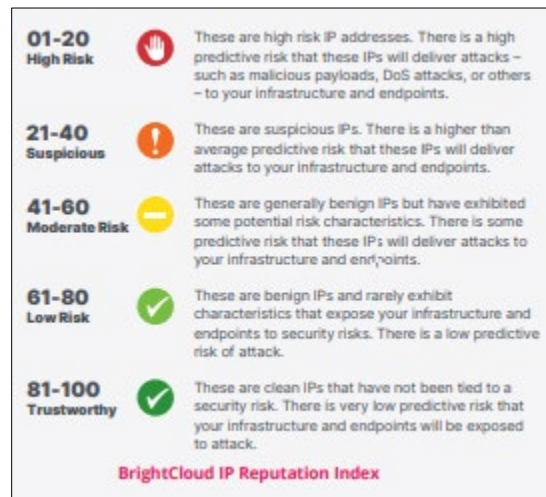 01-20
High Risk
These are high risk IP addresses. There is a high
predictive risk that these IPs will deliver attacks –
such as malicious payloads, DoS attacks, or others
– to your infrastructure and endpoints.
21-40
Suspicious
These are suspicious IPs. There is a higher than
average predictive risk that these IPs will deliver
attacks to your infrastructure and endpoints.
41-60
Moderate Risk
These are generally benign IPs but have exhibited
some potential risk characteristics. There is some
predictive risk that these IPs will deliver attacks to
your infrastructure and endpoints.
61-80
Low Risk
These are benign IPs and rarely exhibit
characteristics that expose your infrastructure and
endpoints to security risks. There is a low predictive
risk of attack.
81-100
Trustworthy
These are clean IPs that have not been tied to a
security risk. There is very low predictive risk that
your infrastructure and endpoints will be exposed
to attack.
BrightCloud IP Reputation Index